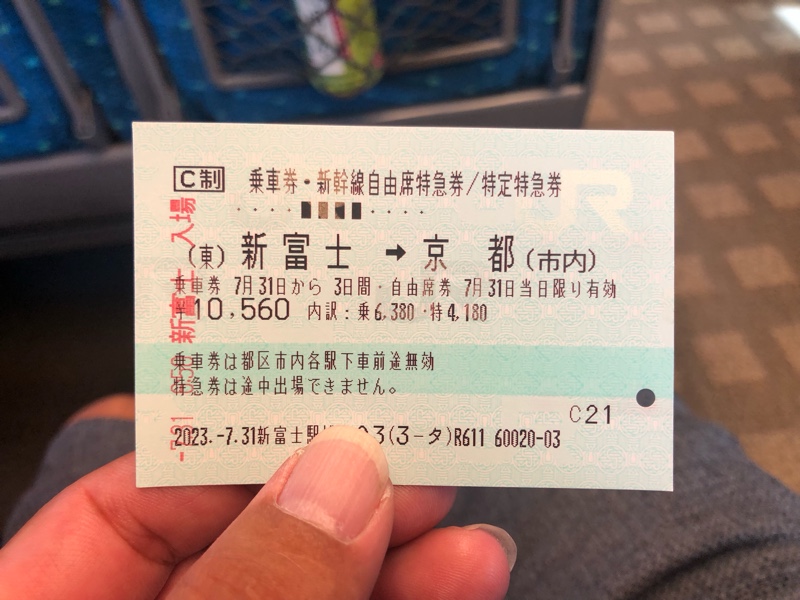 C制 乗車券・新幹線自由席特急券/特定特急券
JR
(東) 新富士 → 京都 (市内)
乗車券 7月31日から 3日間・自由席券 7月31日当日限り有効
¥10,560 内訳:乗6,380・特4,180
乗車券は都区市内各駅下車前途無効
特急券は途中出場できません。
C21
2023.-7.31新富士駅 03(3-タ)R611 60020-03
-7.31 新富士 入場